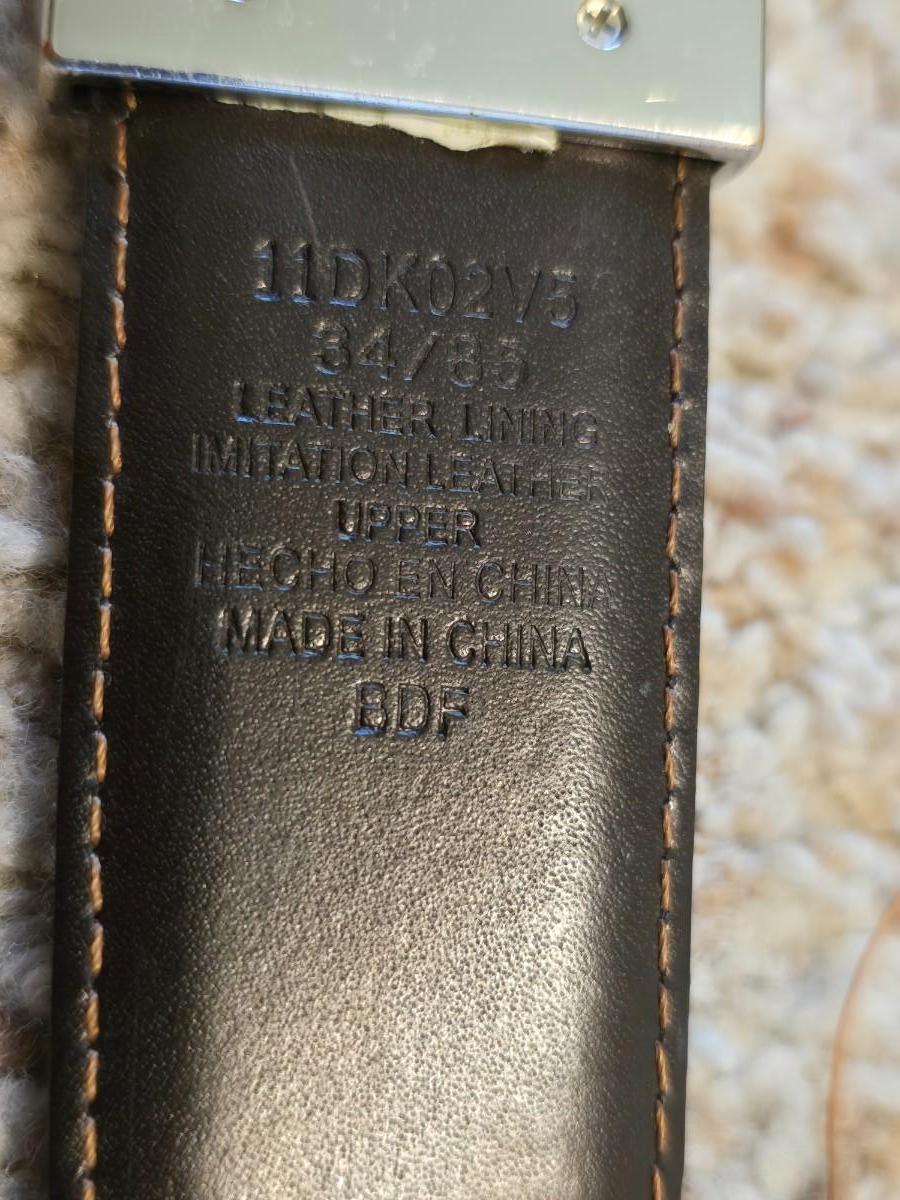 11DK02V5
34/85
LEATHER LINING
IMITATION LEATHER
UPPER
HECHO EN CHINA
MADE IN CHINA
BDF